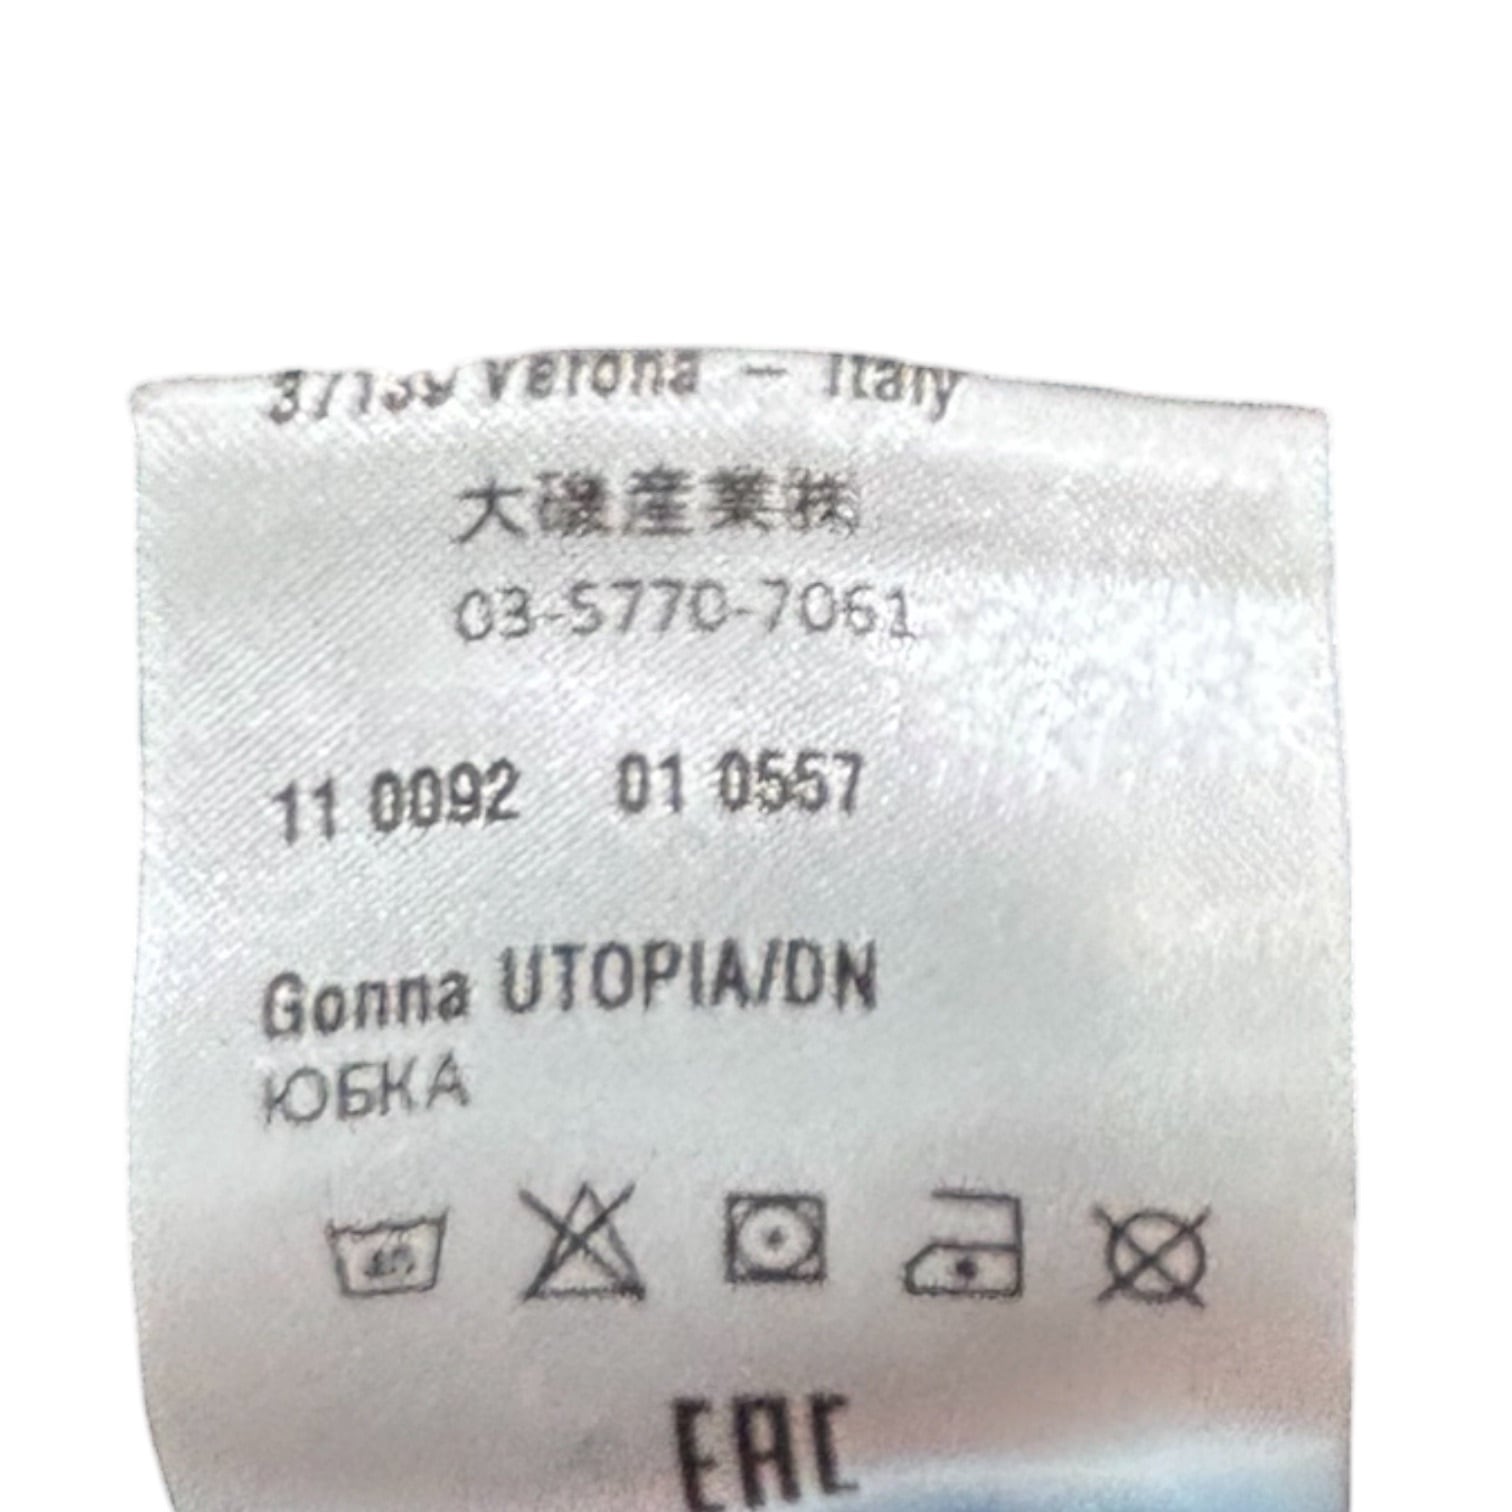 37139 Verona – Italy
大磯産業㈱
03-5770-7061
11 0092 01 0557
Gonna UTOPIA/DN
ЮБКА
40
EAC